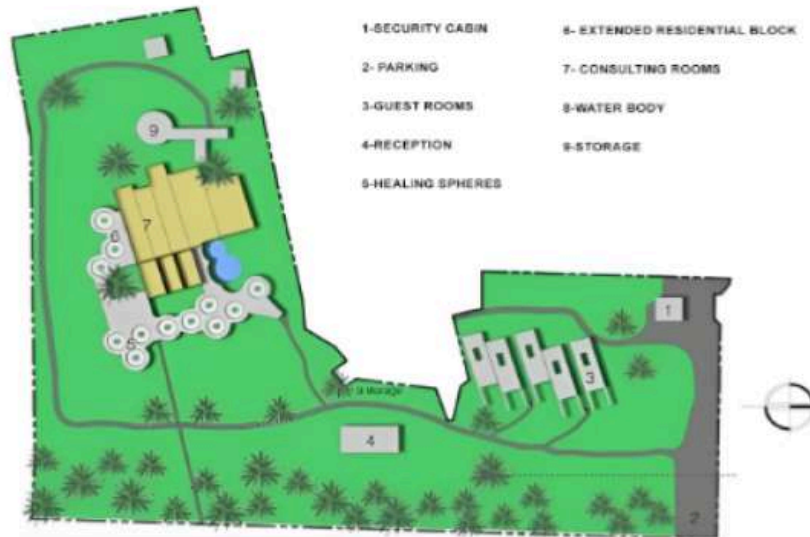 1-SECURITY CABIN
2- PARKING
3-GUEST ROOMS
4-RECEPTION
5-HEALING SPHERES
6- EXTENDED RESIDENTIAL BLOCK
7- CONSULTING ROOMS
8-WATER BODY
9-STORAGE
9
7
6
5
1
3
4
2